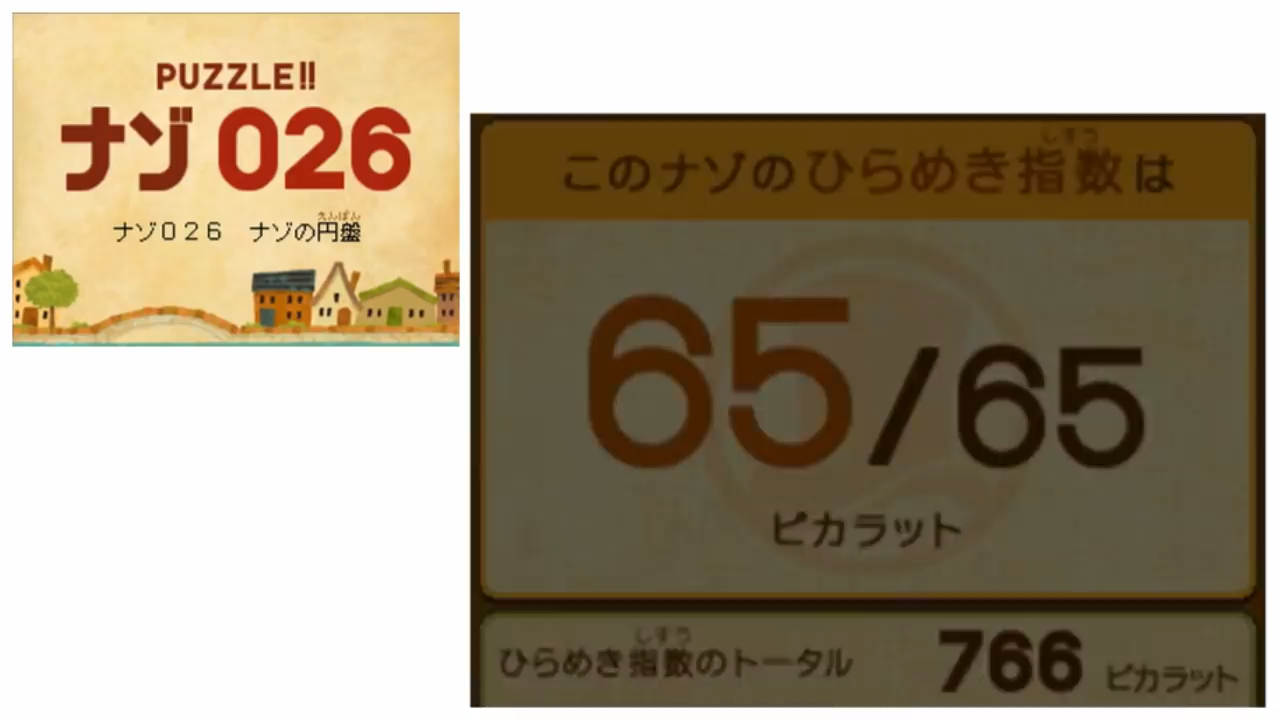 PUZZLE!!
ナゾ 026
えんばん
ナゾ026 ナゾの円盤
しすう
このナゾのひらめき指数は
65/65
ピカラット
しすう
ひらめき指数のトータル 766 ピカラット